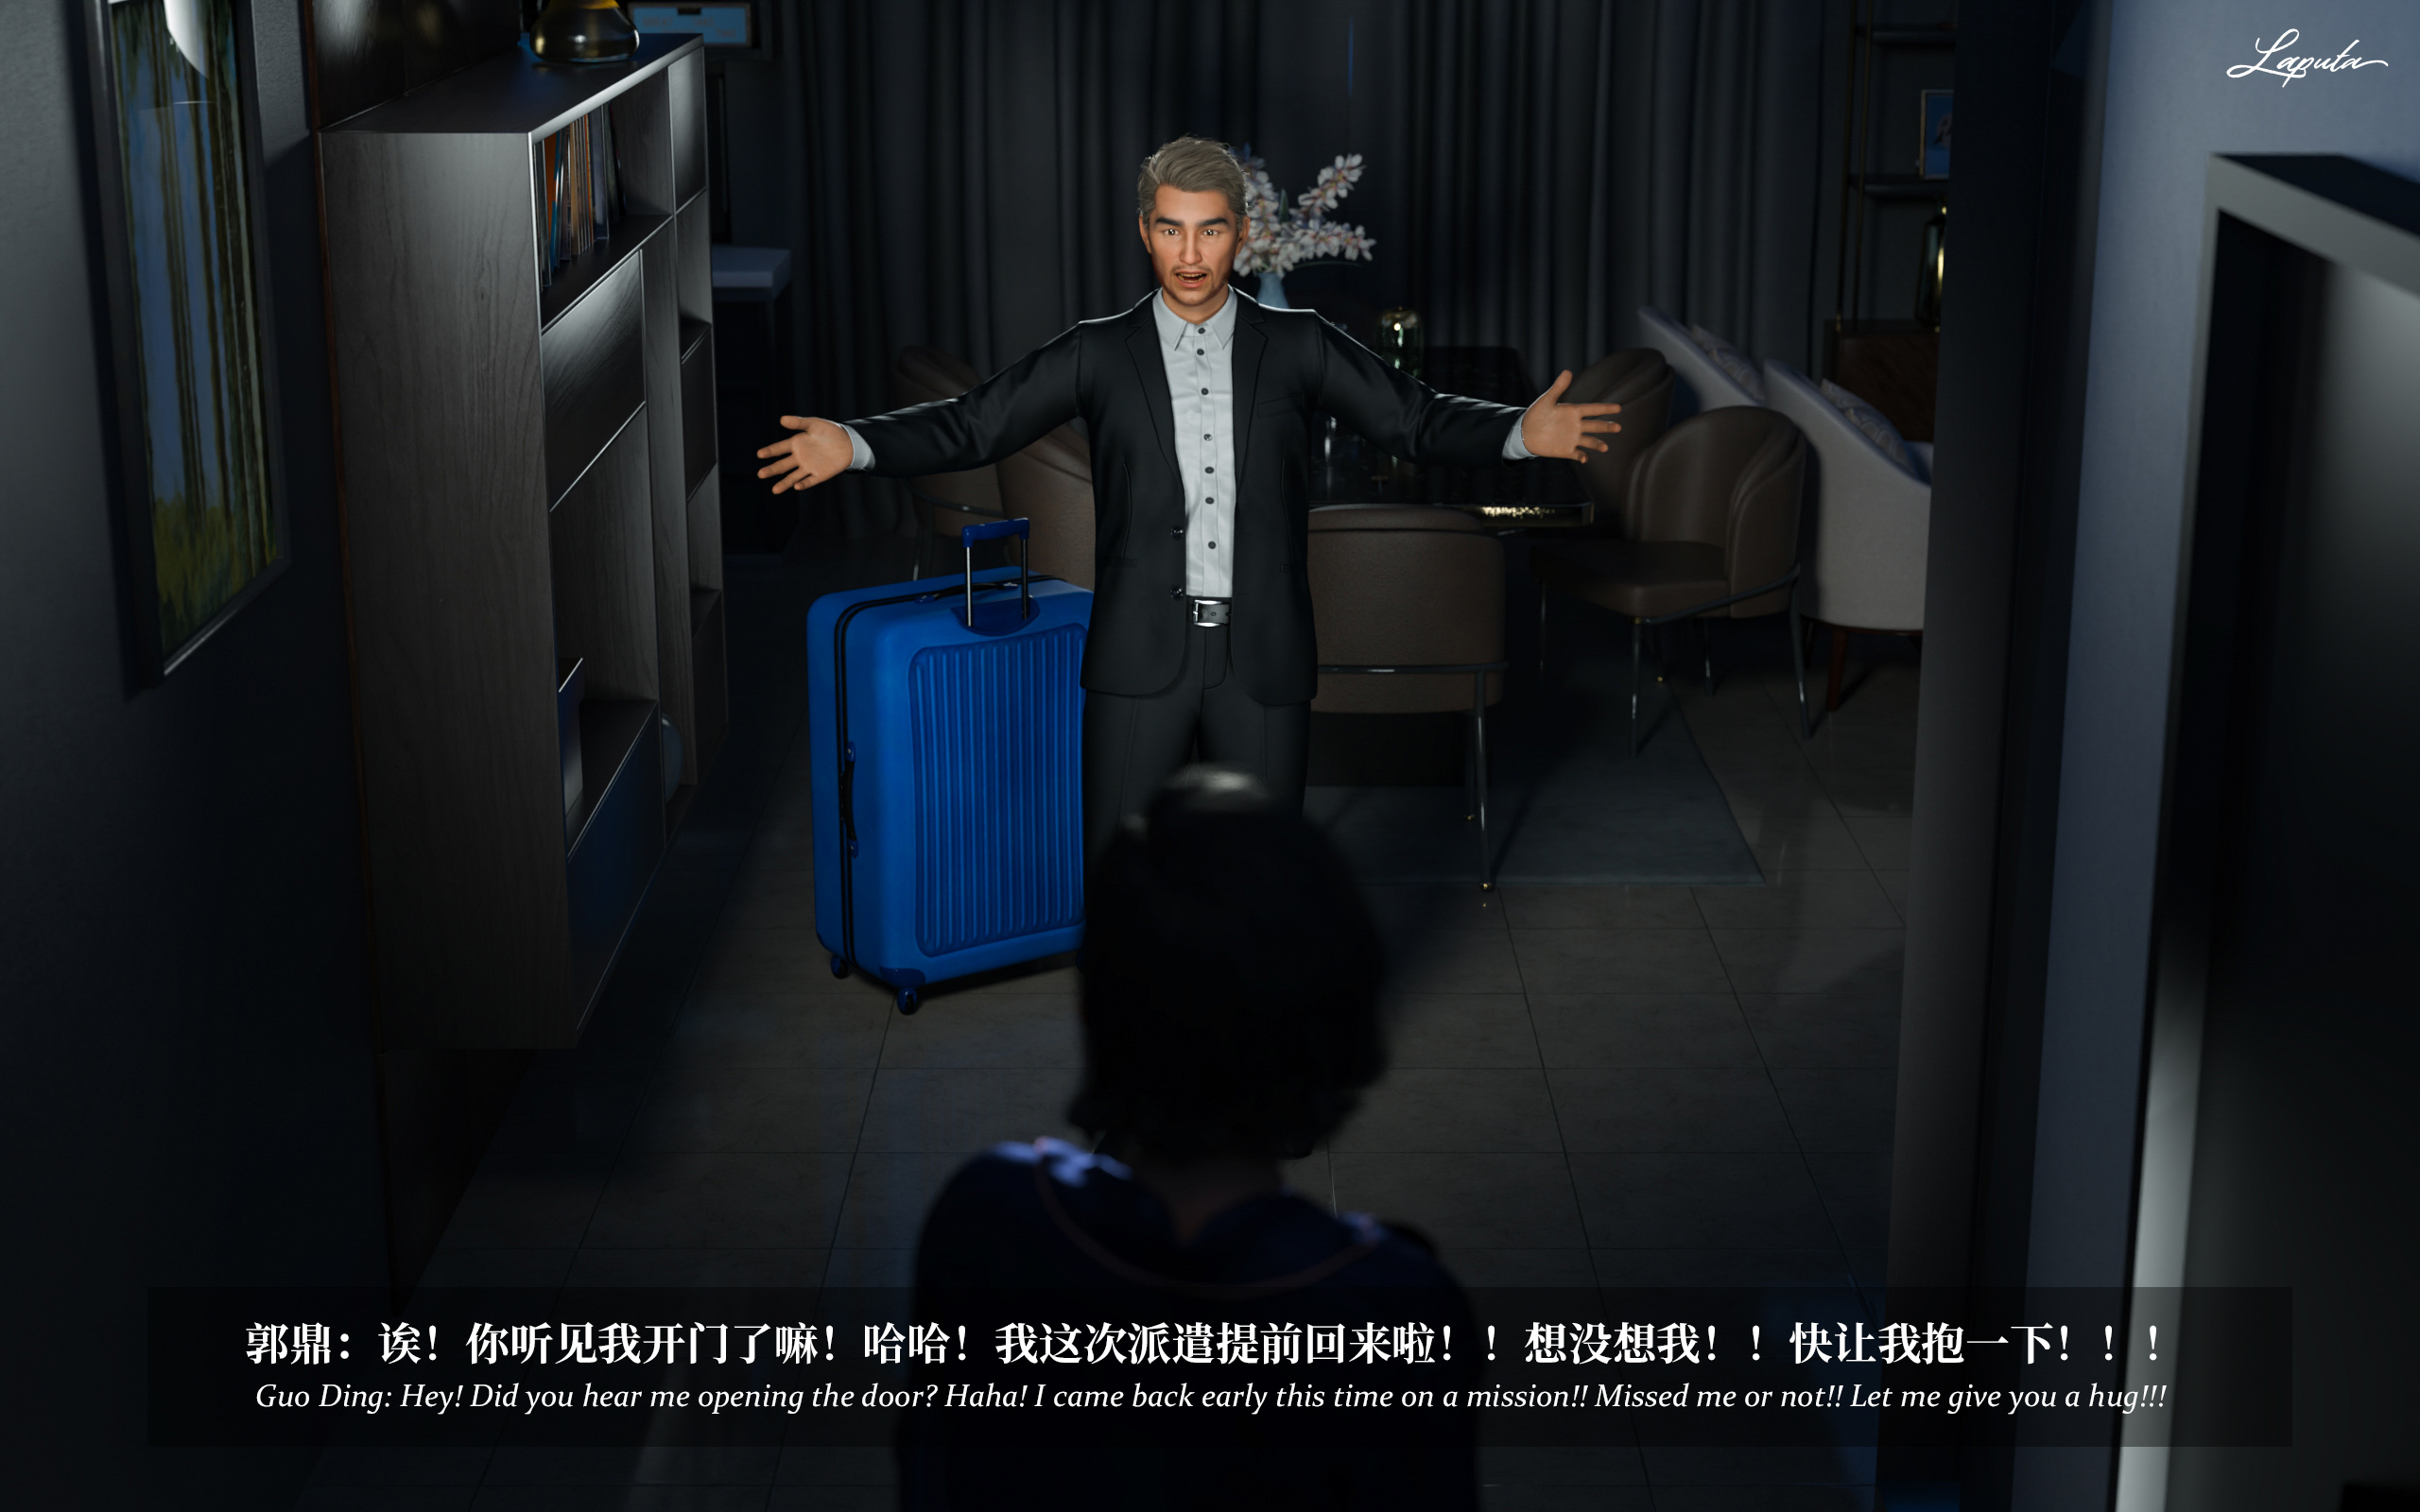 Laputa
郭鼎：诶！你听见我开门了嘛！哈哈！我这次派遣提前回来啦！！想没想我！！快让我抱一下！！！
Guo Ding: Hey! Did you hear me opening the door? Haha! I came back early this time on a mission!! Missed me or not!! Let me give you a hug!!!